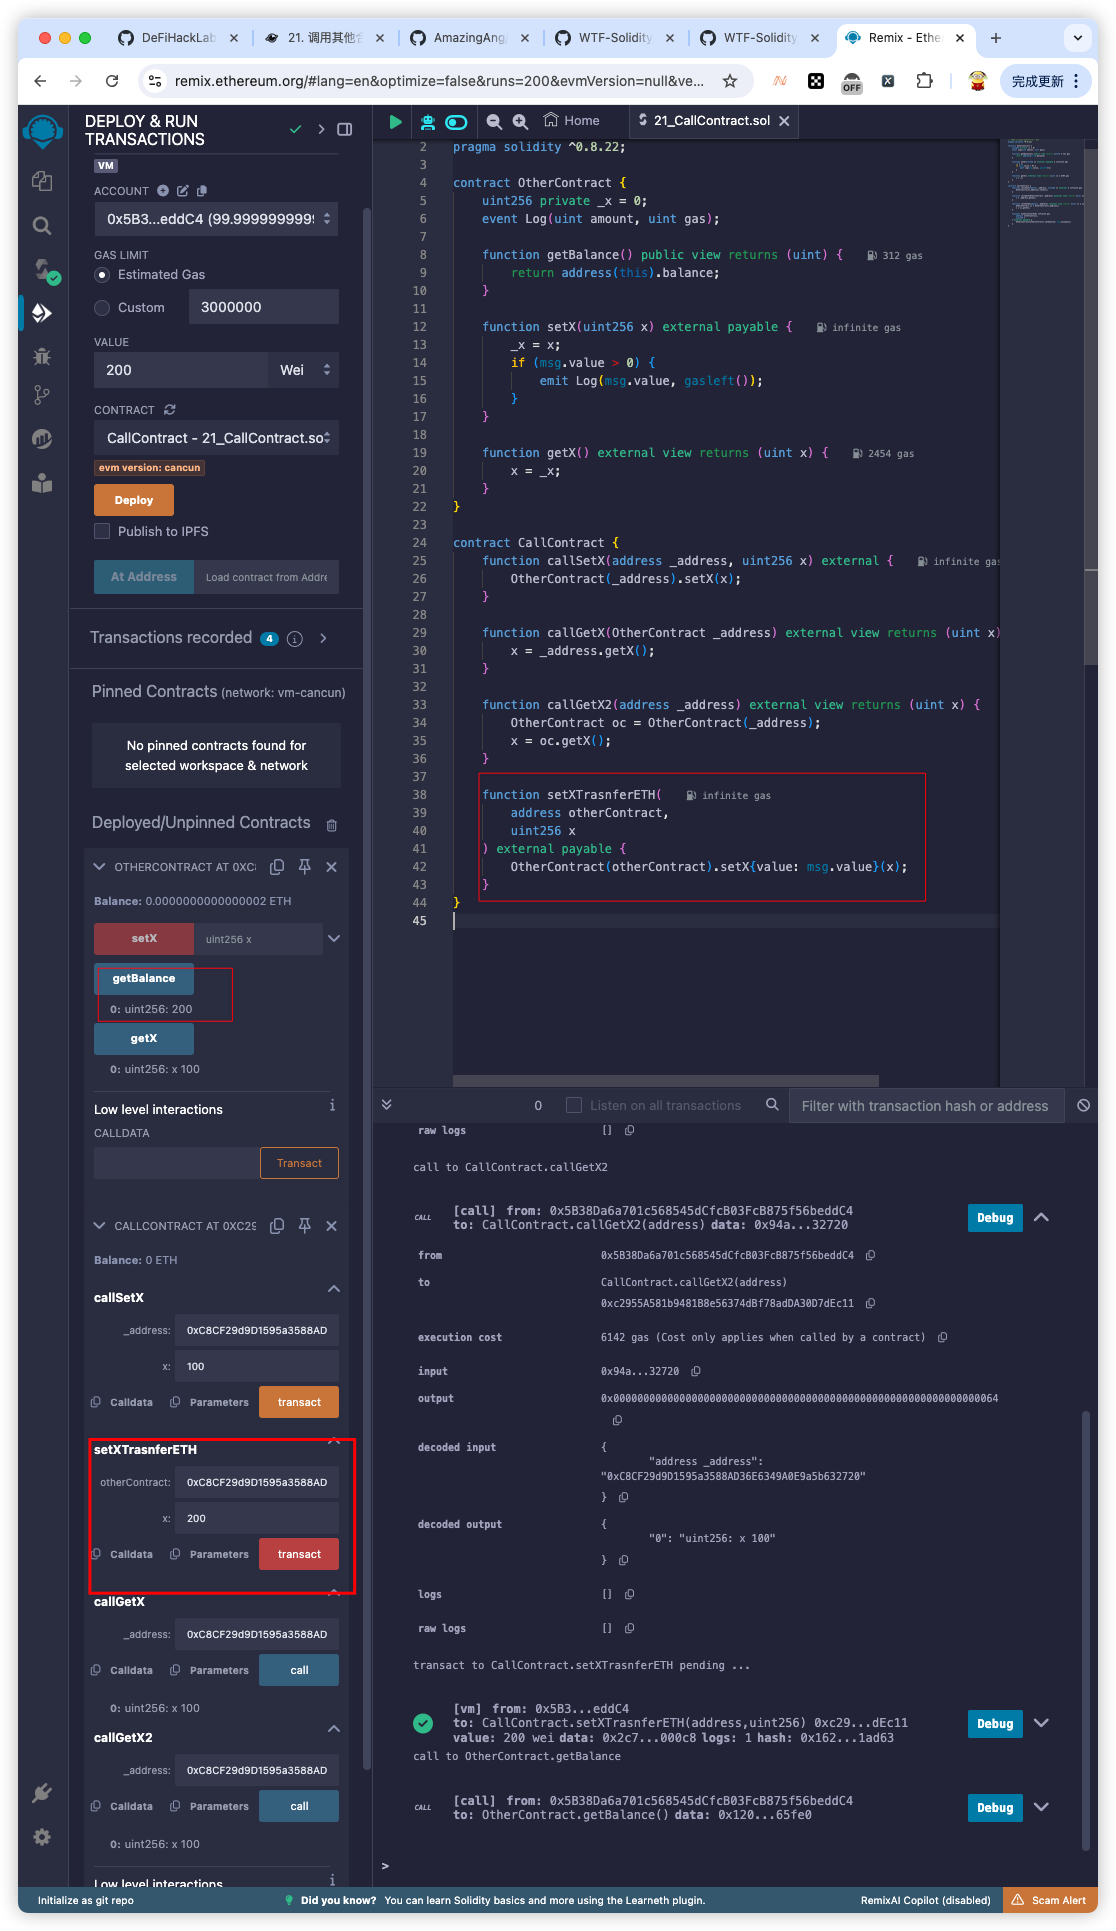 DeFiHackLab
21. 调用其他合
AmazingAng
WTF-Solidity
WTF-Solidity
Remix - Ethe
remix.ethereum.org/#lang=en&optimize=false&runs=200&evmVersion=null&ve...
OFF
完成更新
DEPLOY & RUN
TRANSACTIONS
VM
ACCOUNT
0x5B3...eddC4 (99.9999999999
GAS LIMIT
Estimated Gas
Custom
3000000
VALUE
200
Wei
CONTRACT
CallContract - 21_CallContract.so
evm version: cancun
Deploy
Publish to IPFS
At Address
Load contract from Addre
Transactions recorded 4 i
Pinned Contracts (network: vm-cancun)
No pinned contracts found for
selected workspace & network
Deployed/Unpinned Contracts
OTHERCONTRACT AT 0XC8
Balance: 0.0000000000000002 ETH
setX
uint256 x
getBalance
0: uint256: 200
getX
0: uint256: x 100
Low level interactions
i
CALLDATA
Transact
CALLCONTRACT AT 0XC29
Balance: 0 ETH
callSetX
_address: 0xC8CF29d9D1595a3588AD
x: 100
Calldata Parameters transact
setXTrasnferETH
otherContract: 0xC8CF29d9D1595a3588AD
x: 200
Calldata Parameters transact
callGetX
_address: 0xC8CF29d9D1595a3588AD
Calldata Parameters call
0: uint256: x 100
callGetX2
_address: 0xC8CF29d9D1595a3588AD
Calldata Parameters call
0: uint256: x 100
Low level interactions
i
Home
21_CallContract.sol
2 pragma solidity ^0.8.22;
3
4 contract OtherContract {
5 uint256 private _x = 0;
6 event Log(uint amount, uint gas);
7
8 function getBalance() public view returns (uint) { 312 gas
9 return address(this).balance;
10 }
11
12 function setX(uint256 x) external payable { infinite gas
13 _x = x;
14 if (msg.value > 0) {
15 emit Log(msg.value, gasleft());
16 }
17 }
18
19 function getX() external view returns (uint x) { 2454 gas
20 x = _x;
21 }
22 }
23
24 contract CallContract {
25 function callSetX(address _address, uint256 x) external { infinite gas
26 OtherContract(_address).setX(x);
27 }
28
29 function callGetX(OtherContract _address) external view returns (uint x)
30 x = _address.getX();
31 }
32
33 function callGetX2(address _address) external view returns (uint x) {
34 OtherContract oc = OtherContract(_address);
35 x = oc.getX();
36 }
37
38 function setXTrasnferETH( infinite gas
39 address otherContract,
40 uint256 x
41 ) external payable {
42 OtherContract(otherContract).setX{value: msg.value}(x);
43 }
44 }
45
0
Listen on all transactions
Filter with transaction hash or address
raw logs []
call to CallContract.callGetX2
CALL [call] from: 0x5B38Da6a701c568545dCfcB03FcB875f56beddC4
to: CallContract.callGetX2(address) data: 0x94a...32720
Debug
from 0x5B38Da6a701c568545dCfcB03FcB875f56beddC4
to CallContract.callGetX2(address)
0xc2955A581b9481B8e56374dBf78adDA30D7dEc11
execution cost 6142 gas (Cost only applies when called by a contract)
input 0x94a...32720
output 0x0000000000000000000000000000000000000000000000000000000000000064
decoded input {
"address _address":
"0xC8CF29d9D1595a3588AD36E6349A0E9a5b632720"
}
decoded output {
"0": "uint256: x 100"
}
logs []
raw logs []
transact to CallContract.setXTrasnferETH pending ...
[vm] from: 0x5B3...eddC4
to: CallContract.setXTrasnferETH(address,uint256) 0xc29...dEc11
value: 200 wei data: 0x2c7...000c8 logs: 1 hash: 0x162...1ad63
Debug
call to OtherContract.getBalance
CALL [call] from: 0x5B38Da6a701c568545dCfcB03FcB875f56beddC4
to: OtherContract.getBalance() data: 0x120...65fe0
Debug
>
Initialize as git repo
Did you know? You can learn Solidity basics and more using the Learneth plugin.
RemixAI Copilot (disabled)
Scam Alert